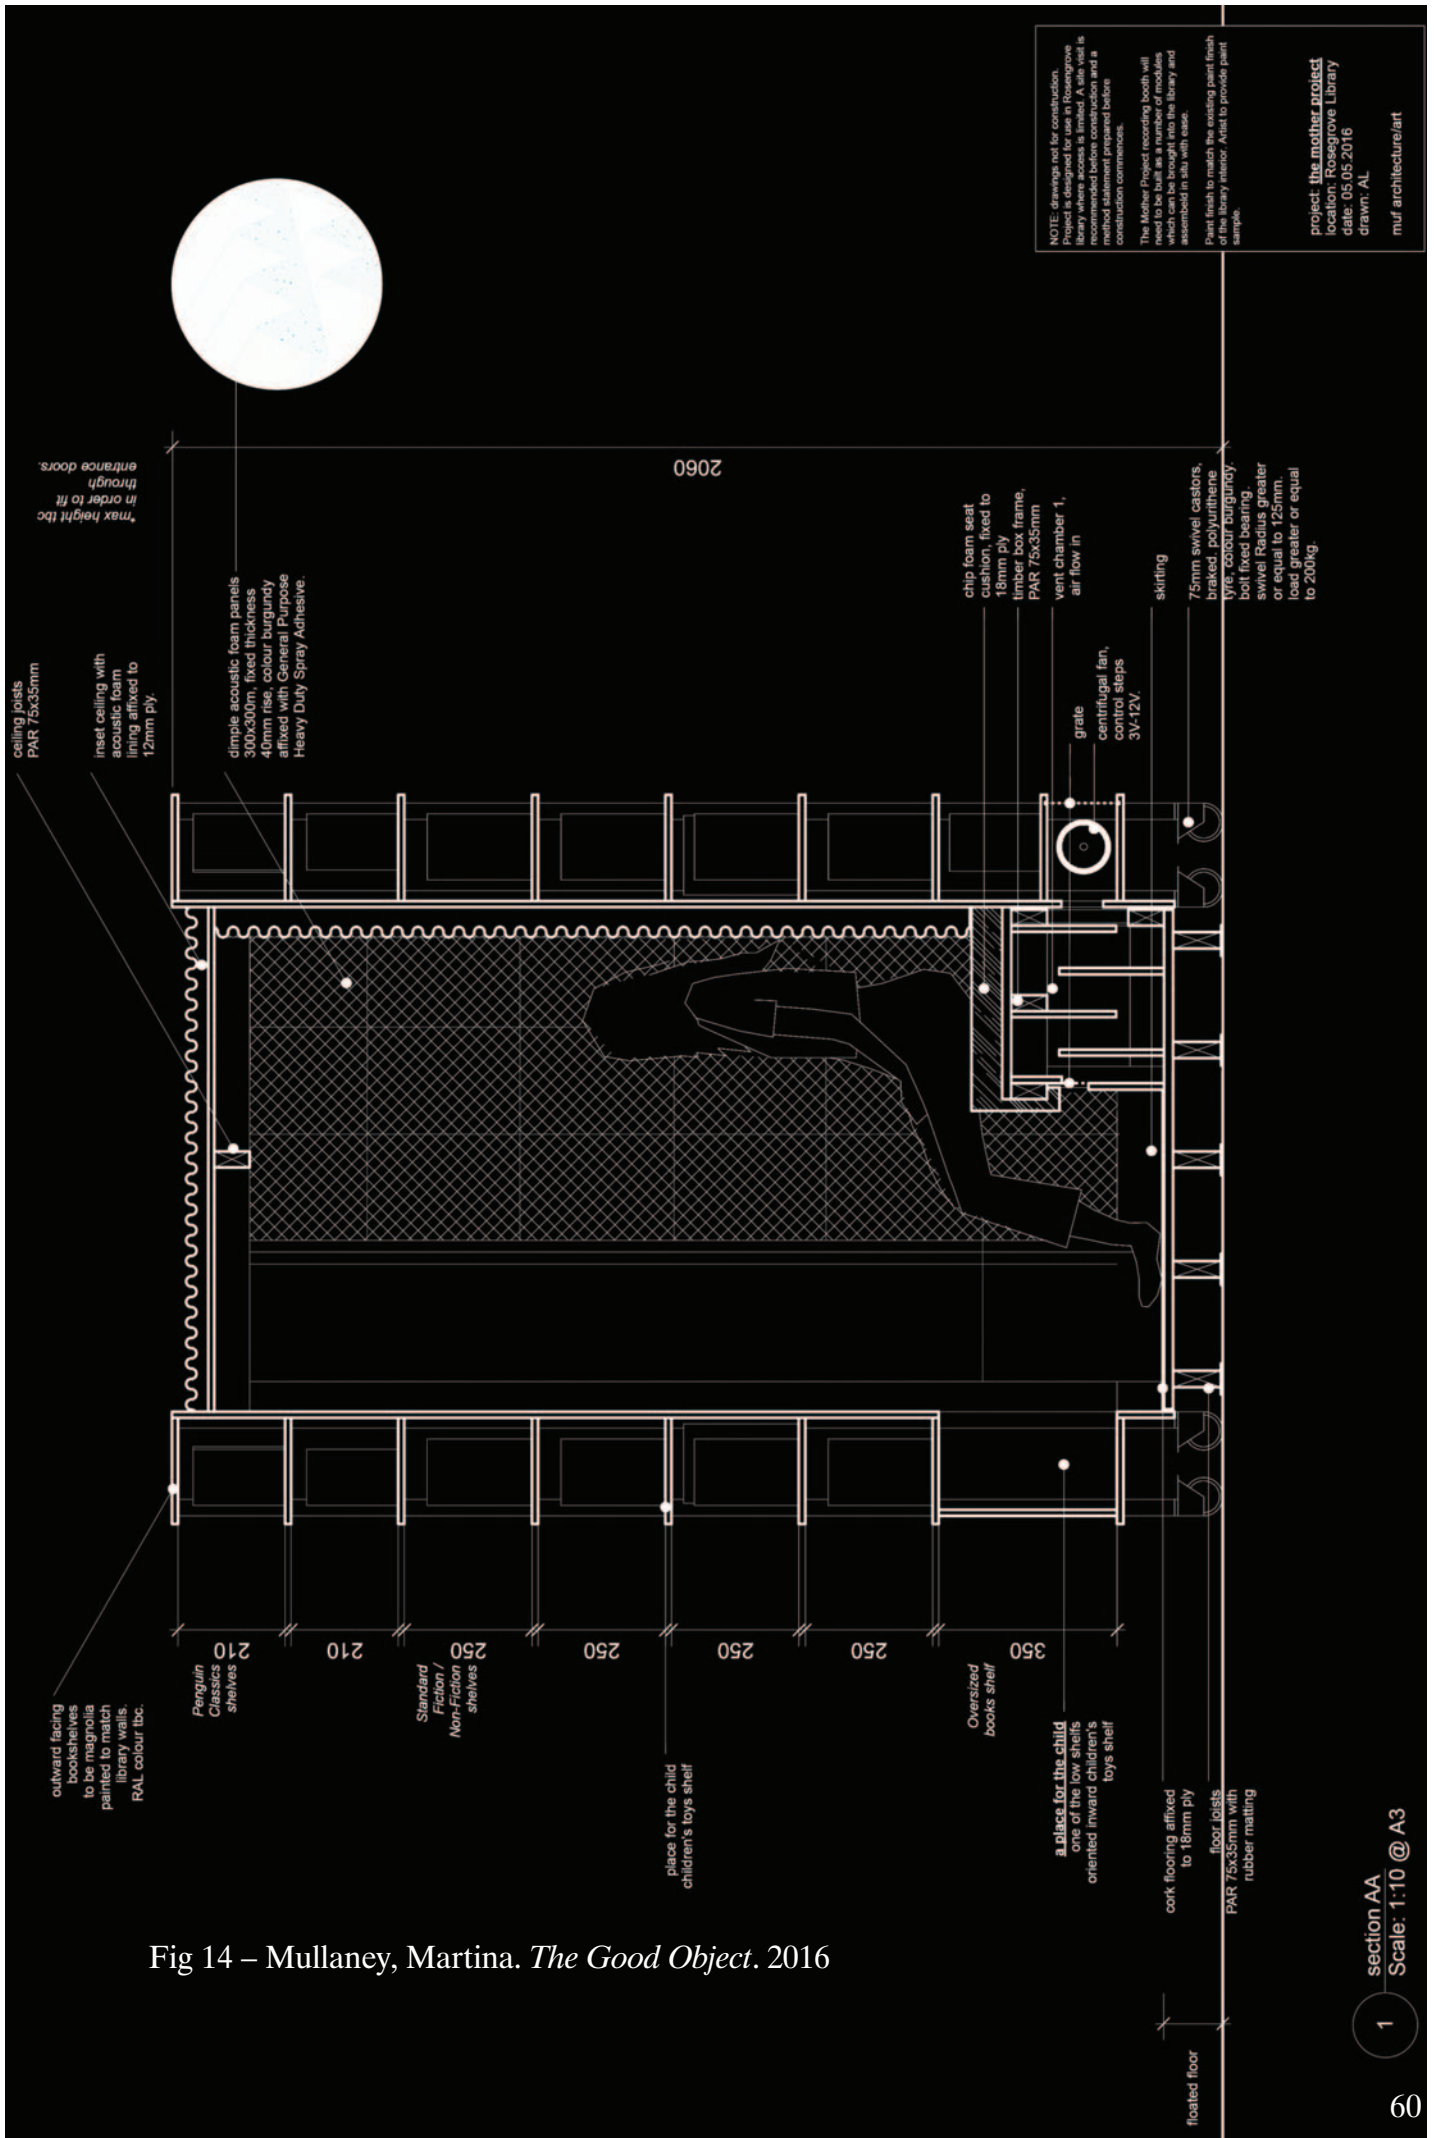 ceiling joists
PAR 75x35mm
inset ceiling with
acoustic foam
lining affixed to
12mm ply.
*max height tbc
in order to fit
through
entrance doors.
dimple acoustic foam panels
300x300m, fixed thickness
40mm rise, colour burgundy
affixed with General Purpose
Heavy Duty Spray Adhesive.
2060
chip foam seat
cushion, fixed to
18mm ply
timber box frame,
PAR 75x35mm
vent chamber 1,
air flow in
grate
centrifugal fan,
control steps
3V-12V.
skirting
75mm swivel castors,
braked, polyurithene
tyre, colour burgundy.
bolt fixed bearing.
swivel Radius greater
or equal to 125mm.
load greater or equal
to 200kg.
NOTE: drawings not for construction.
Project is designed for use in Rosengrove
library where access is limited. A site visit is
recommended before construction and a
method statement prepared before
construction commences.
The Mother Project recording booth will
need to be built as a number of modules
which can be brought into the library and
assembeld in situ with ease.
Paint finish to match the existing paint finish
of the library interior. Artist to provide paint
sample.
project: the mother project
location: Rosegrove Library
date: 05.05.2016
drawn: AL
muf architecture/art
outward facing
bookshelves
to be magnolia
painted to match
library walls.
RAL colour tbc.
210
210
250
250
250
250
350
Penguin
Classics
shelves
Standard
Fiction /
Non-Fiction
shelves
Oversized
books shelf
place for the child
children's toys shelf
a place for the child
one of the low shelfs
oriented inward children's
toys shelf
cork flooring affixed
to 18mm ply
floor joists
PAR 75x35mm with
rubber matting
floated floor
1
section AA
Scale: 1:10 @ A3
Fig 14 – Mullaney, Martina. The Good Object. 2016
60